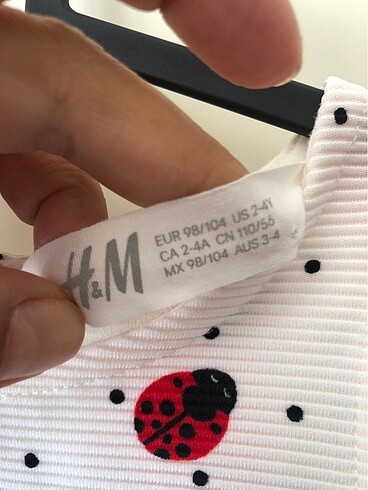 H&M
EUR 98/104 US 2-4Y
CA 2-4A CN 110/56
MX 98/104 AUS 3-4